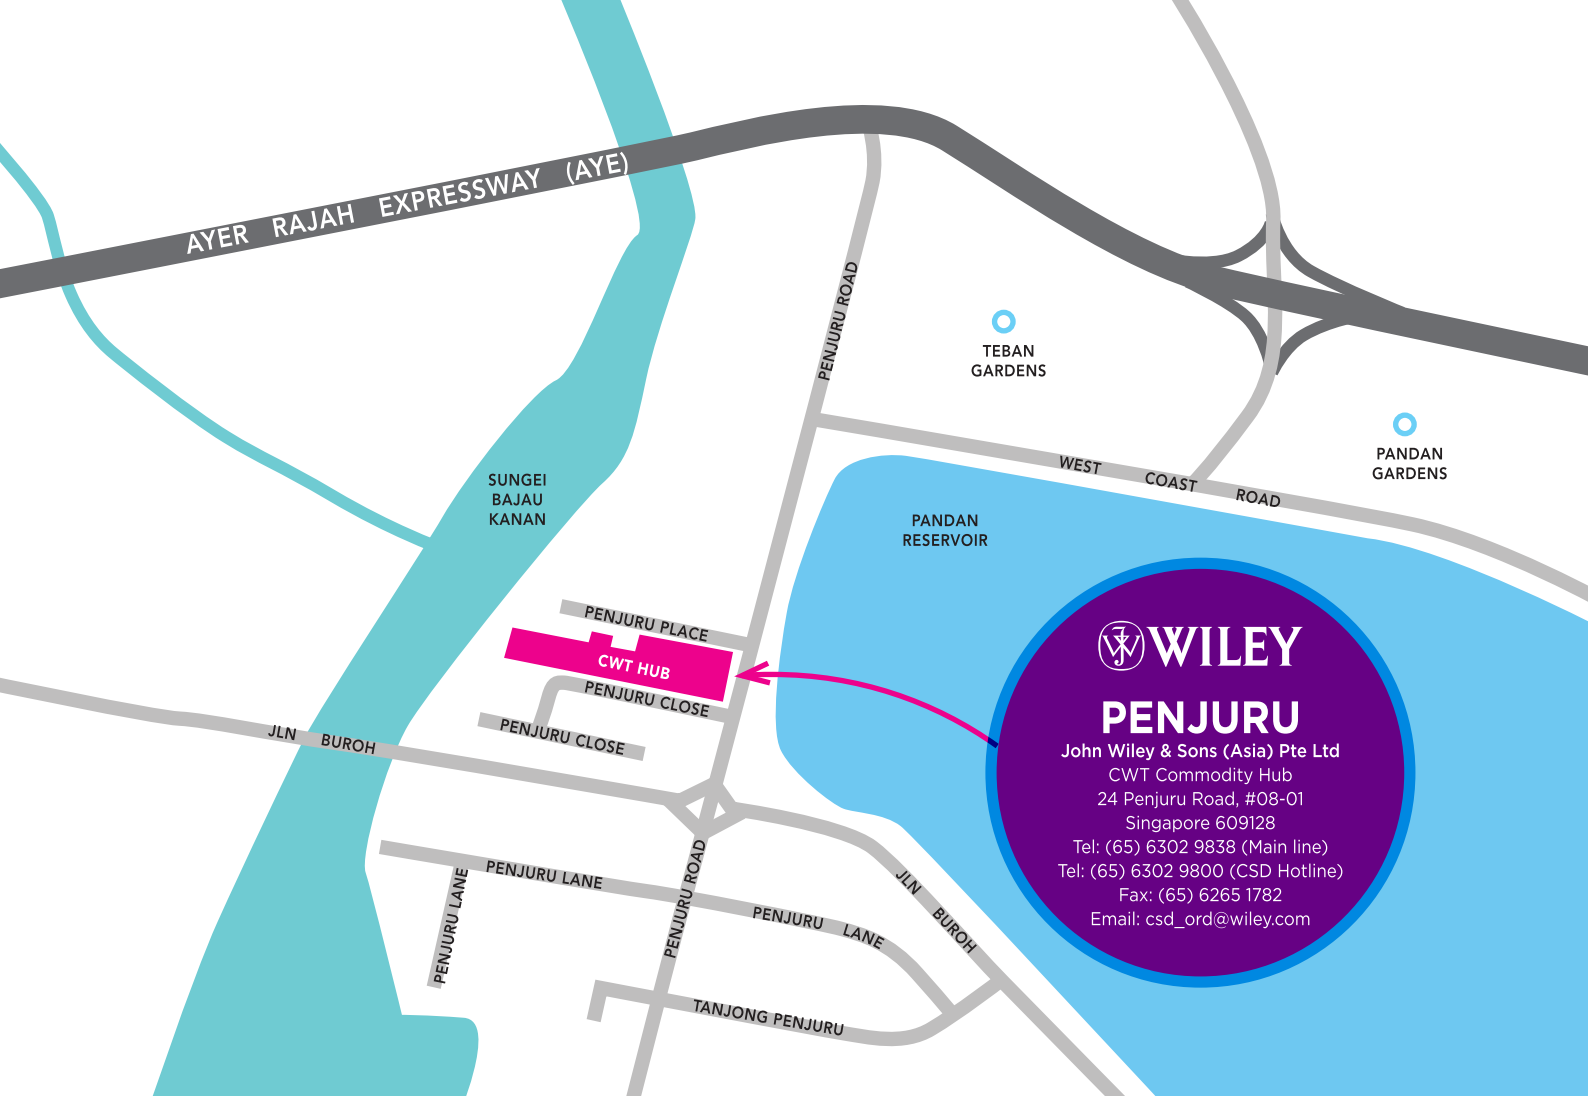 AYER RAJAH EXPRESSWAY (AYE)
PENJURU ROAD
TEBAN
GARDENS
PANDAN
GARDENS
WEST COAST ROAD
SUNGEI
BAJAU
KANAN
PANDAN
RESERVOIR
PENJURU PLACE
CWT HUB
PENJURU CLOSE
PENJURU CLOSE
JLN BUROH
WILEY
PENJURU
John Wiley & Sons (Asia) Pte Ltd
CWT Commodity Hub
24 Penjuru Road, #08-01
Singapore 609128
Tel: (65) 6302 9838 (Main line)
Tel: (65) 6302 9800 (CSD Hotline)
Fax: (65) 6265 1782
Email: csd_ord@wiley.com
PENJURU LANE
PENJURU LANE
PENJURU ROAD
PENJURU LANE
JLN BUROH
TANJONG PENJURU